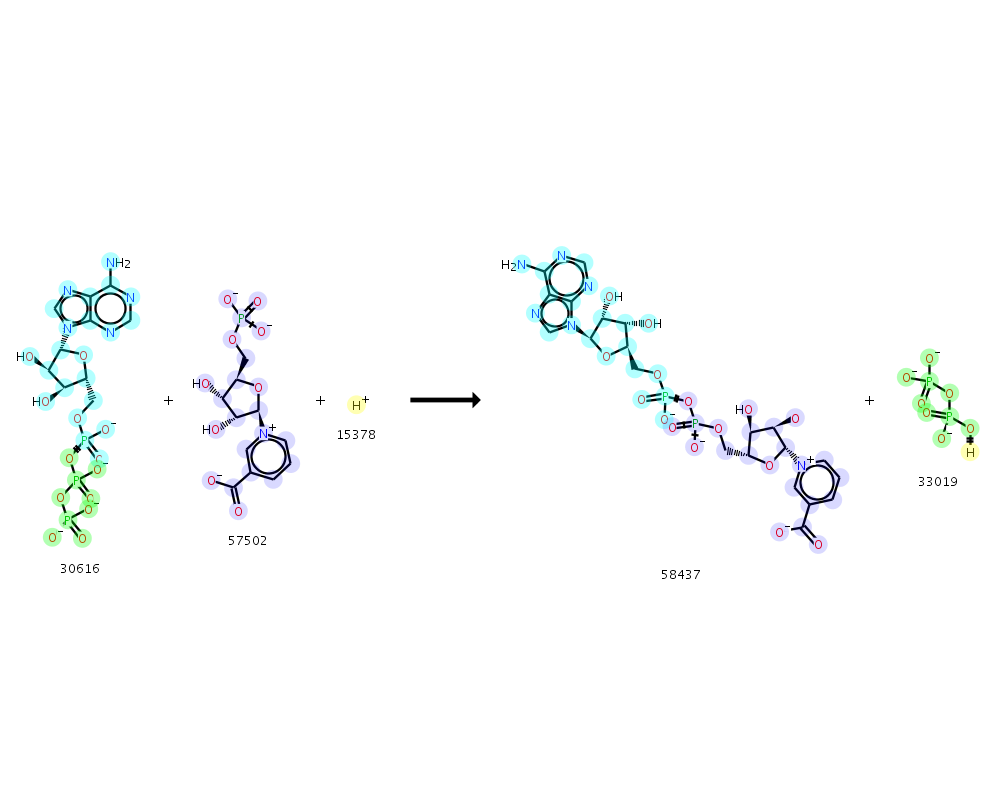 30616
+
57502
+
H+
15378
58437
+
33019
NH2
N
N
N
N
HO
HO
O
O
P
O-
O
O
P
O-
O
O
P
O-
O-
O
O-
O
P
O-
O
HO
HO
O
N+
O-
O
H2N
N
N
N
N
OH
OH
O
O
O
P
O-
O
O
P
O-
O
HO
O
O
N+
O-
O
O-
O-
P
O
O
O
P
O-
O
H